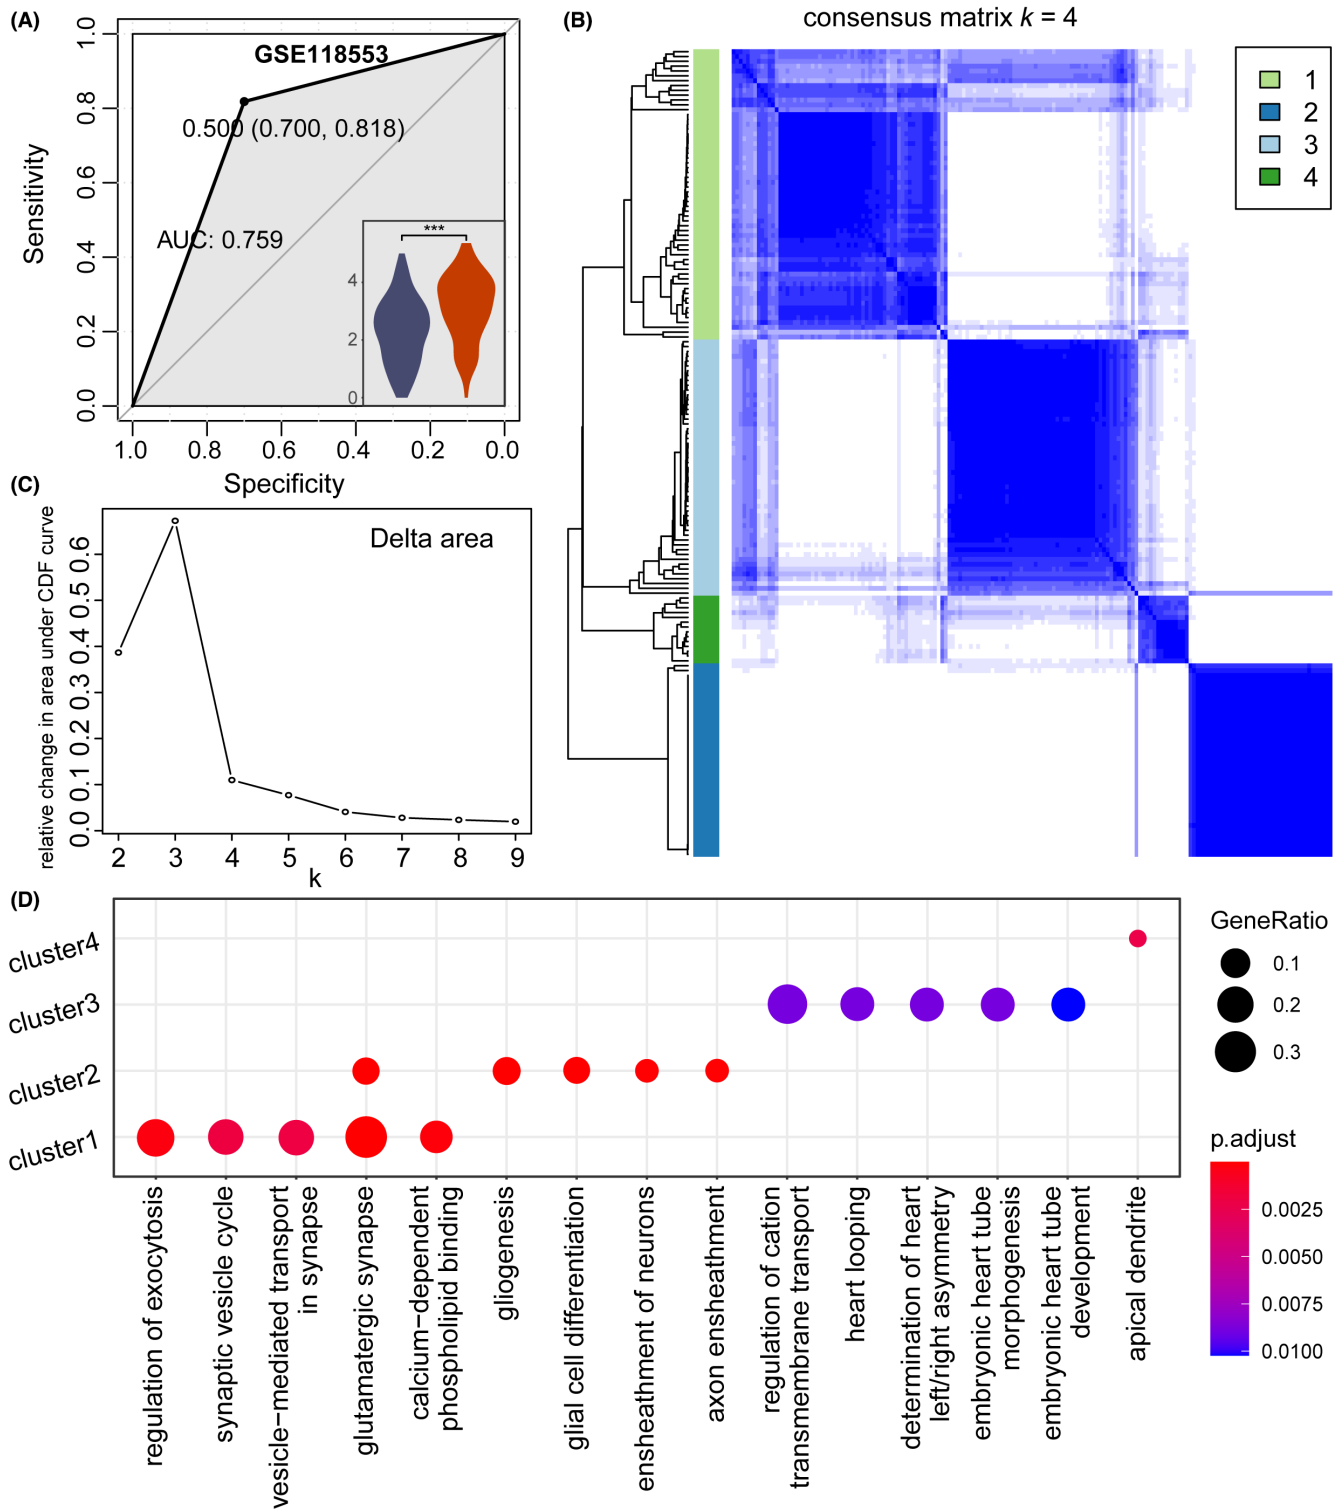 (A)
GSE118553
0.500 (0.700, 0.818)
AUC: 0.759
***
4
2
0
Sensitivity
1.0
0.8
0.6
0.4
0.2
0.0
1.0 0.8 0.6 0.4 0.2 0.0
Specificity
(B)
consensus matrix k = 4
1
2
3
4
(C)
Delta area
relative change in area under CDF curve
0.6
0.5
0.4
0.3
0.2
0.1
0.0
2 3 4 5 6 7 8 9
k
(D)
cluster4
cluster3
cluster2
cluster1
regulation of exocytosis
synaptic vesicle cycle
vesicle−mediated transport
in synapse
glutamatergic synapse
calcium−dependent
phospholipid binding
gliogenesis
glial cell differentiation
ensheathment of neurons
axon ensheathment
regulation of cation
transmembrane transport
heart looping
determination of heart
left/right asymmetry
embryonic heart tube
morphogenesis
embryonic heart tube
development
apical dendrite
GeneRatio
0.1
0.2
0.3
p.adjust
0.0025
0.0050
0.0075
0.0100